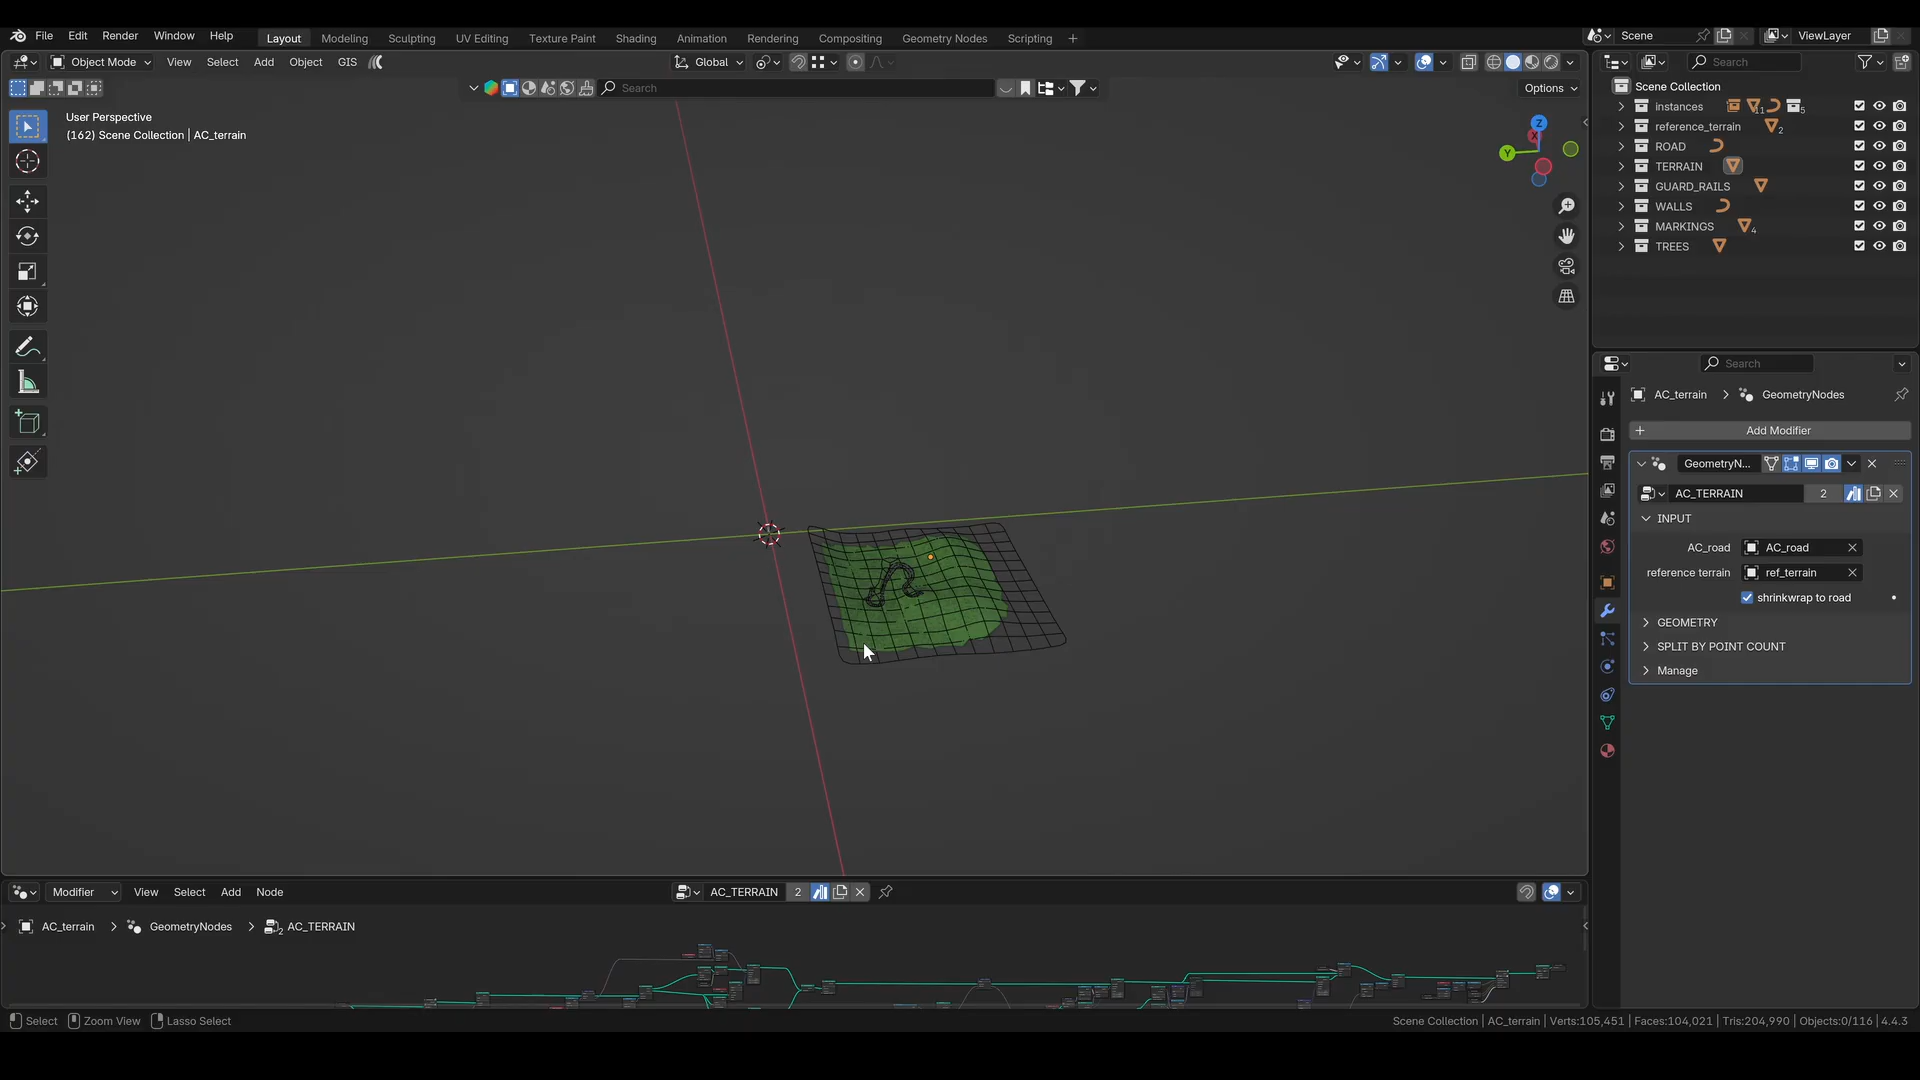 File Edit Render Window Help Layout Modeling Sculpting UV Editing Texture Paint Shading Animation Rendering Compositing Geometry Nodes Scripting + Scene ViewLayer
Object Mode View Select Add Object GIS Global Search
Search Options
User Perspective
(162) Scene Collection | AC_terrain
Z
X
Y
Scene Collection
instances 11 5
reference_terrain 2
ROAD
TERRAIN
GUARD_RAILS
WALLS
MARKINGS 4
TREES
Search
AC_terrain > GeometryNodes
+ Add Modifier
GeometryN...
AC_TERRAIN 2
INPUT
AC_road AC_road
reference terrain ref_terrain
shrinkwrap to road
GEOMETRY
SPLIT BY POINT COUNT
Manage
Modifier View Select Add Node AC_TERRAIN 2
AC_terrain > GeometryNodes > 2 AC_TERRAIN
Select Zoom View Lasso Select Scene Collection | AC_terrain | Verts:105,451 | Faces:104,021 | Tris:204,990 | Objects:0/116 | 4.4.3